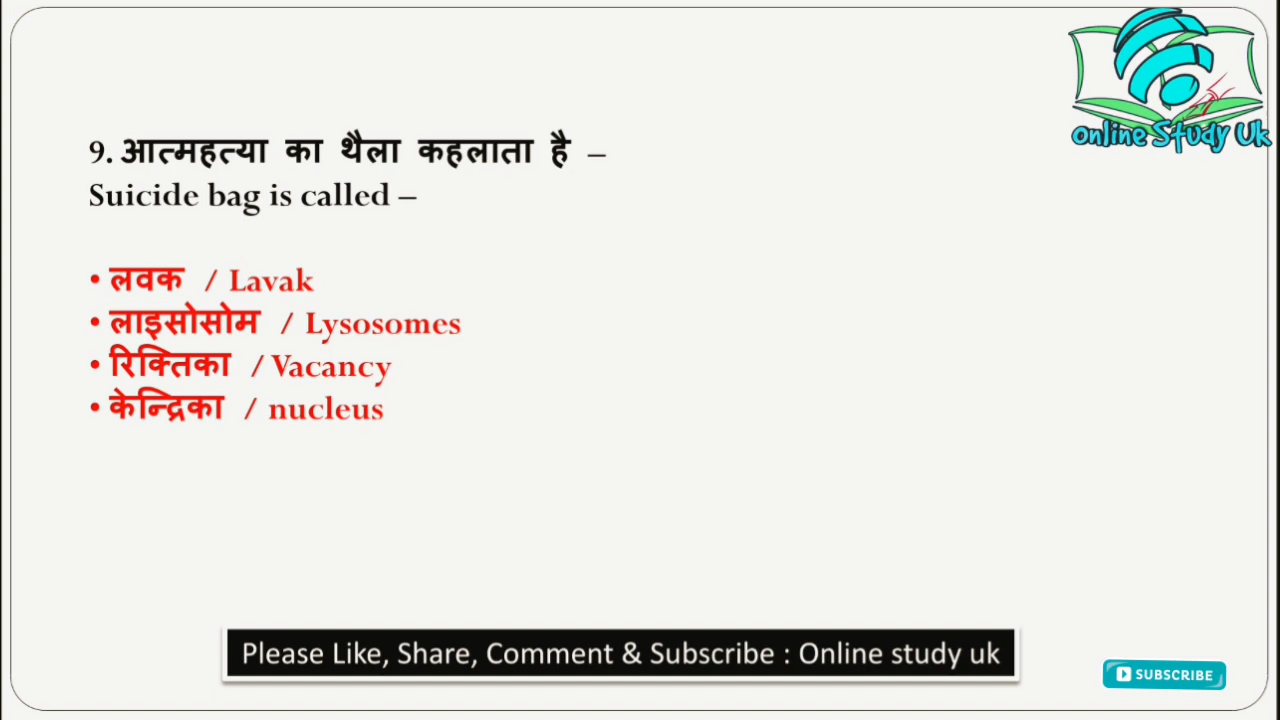 Online Study Uk
9. आत्महत्या का थैला कहलाता है –
Suicide bag is called –
• लवक / Lavak
• लाइसोसोम / Lysosomes
• रिक्तिका / Vacancy
• केन्द्रिका / nucleus
Please Like, Share, Comment & Subscribe : Online study uk
SUBSCRIBE